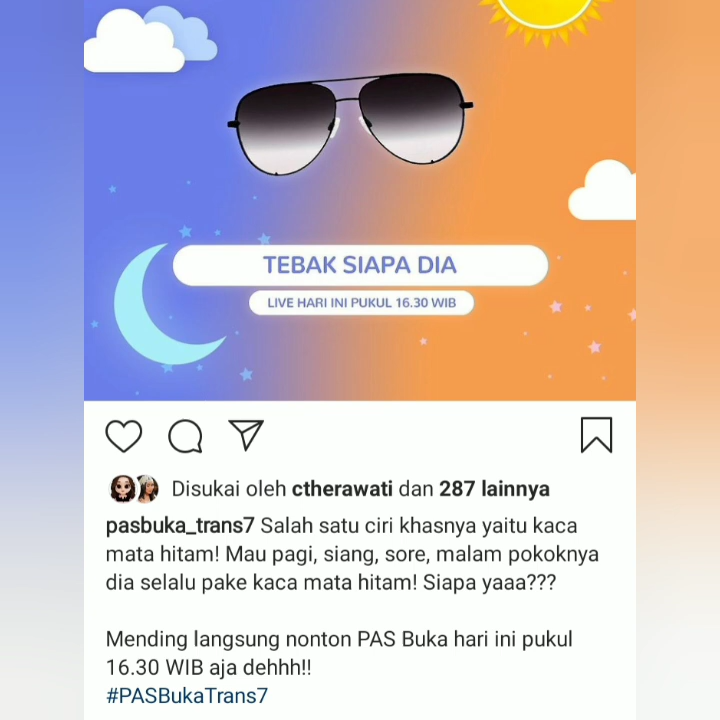 TEBAK SIAPA DIA
LIVE HARI INI PUKUL 16.30 WIB
Disukai oleh ctherawati dan 287 lainnya
pasbuka_trans7 Salah satu ciri khasnya yaitu kaca
mata hitam! Mau pagi, siang, sore, malam pokoknya
dia selalu pake kaca mata hitam! Siapa yaaa???
Mending langsung nonton PAS Buka hari ini pukul
16.30 WIB aja dehhh!!
#PASBukaTrans7